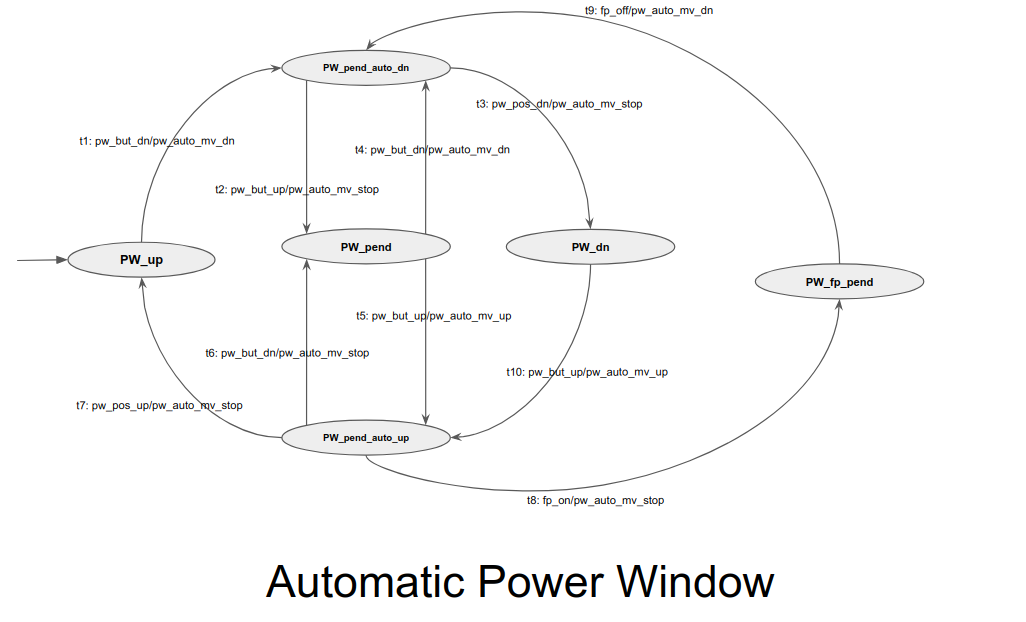 t9: fp_off/pw_auto_mv_dn
PW_pend_auto_dn
t3: pw_pos_dn/pw_auto_mv_stop
t1: pw_but_dn/pw_auto_mv_dn
t4: pw_but_dn/pw_auto_mv_dn
t2: pw_but_up/pw_auto_mv_stop
PW_up
PW_pend
PW_dn
PW_fp_pend
t5: pw_but_up/pw_auto_mv_up
t6: pw_but_dn/pw_auto_mv_stop
t10: pw_but_up/pw_auto_mv_up
t7: pw_pos_up/pw_auto_mv_stop
PW_pend_auto_up
t8: fp_on/pw_auto_mv_stop
Automatic Power Window